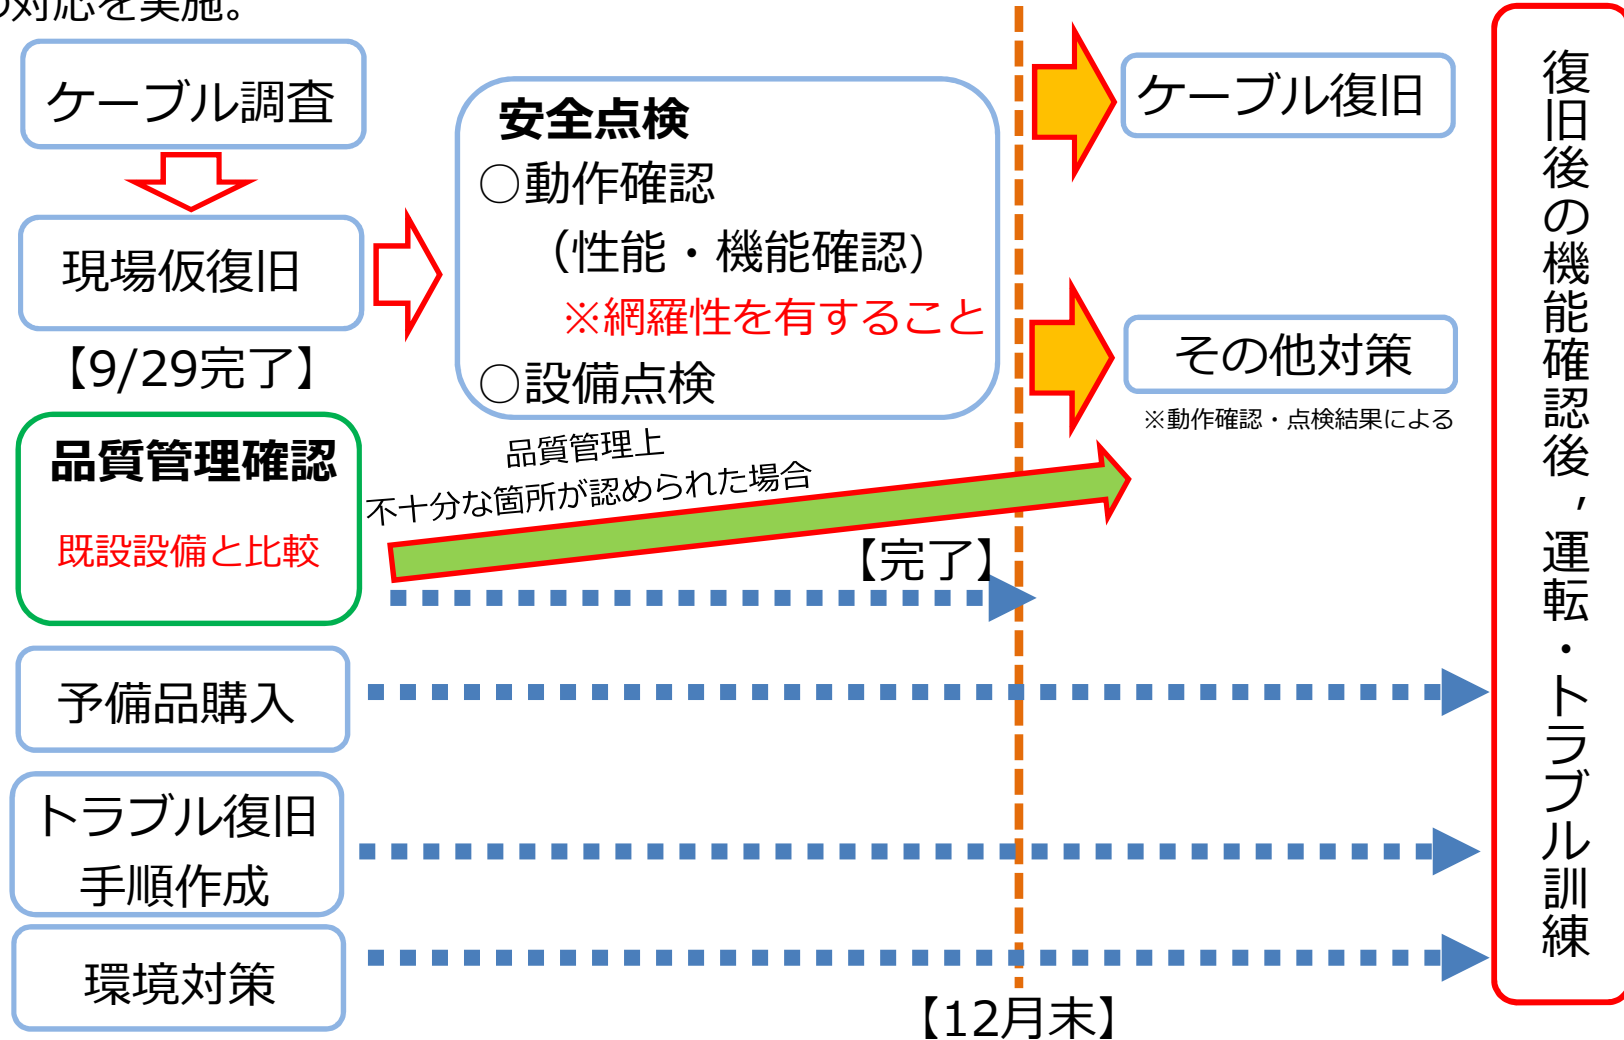 の対応を実施。
ケーブル調査
現場仮復旧
【9/29完了】
安全点検
○動作確認
（性能・機能確認）
※網羅性を有すること
○設備点検
ケーブル復旧
その他対策
※動作確認・点検結果による
品質管理確認
既設設備と比較
品質管理上
不十分な箇所が認められた場合
【完了】
予備品購入
トラブル復旧
手順作成
環境対策
【12月末】
復旧後の機能確認後，運転・トラブル訓練